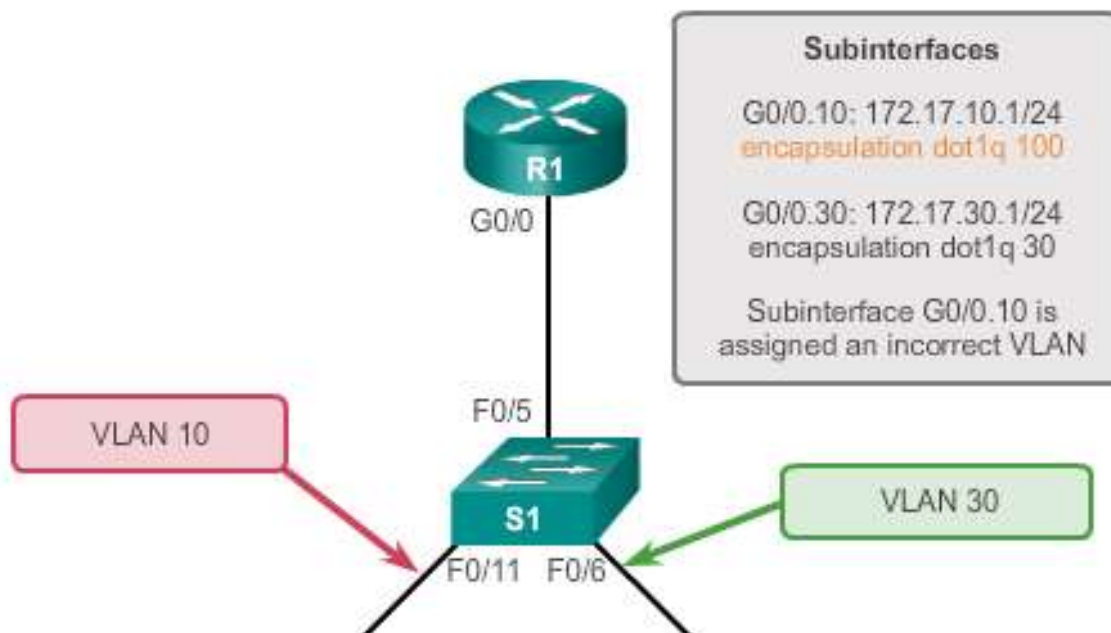 Subinterfaces
G0/0.10: 172.17.10.1/24
encapsulation dot1q 100
G0/0.30: 172.17.30.1/24
encapsulation dot1q 30
Subinterface G0/0.10 is
assigned an incorrect VLAN
R1
G0/0
F0/5
VLAN 10
S1
VLAN 30
F0/11 F0/6